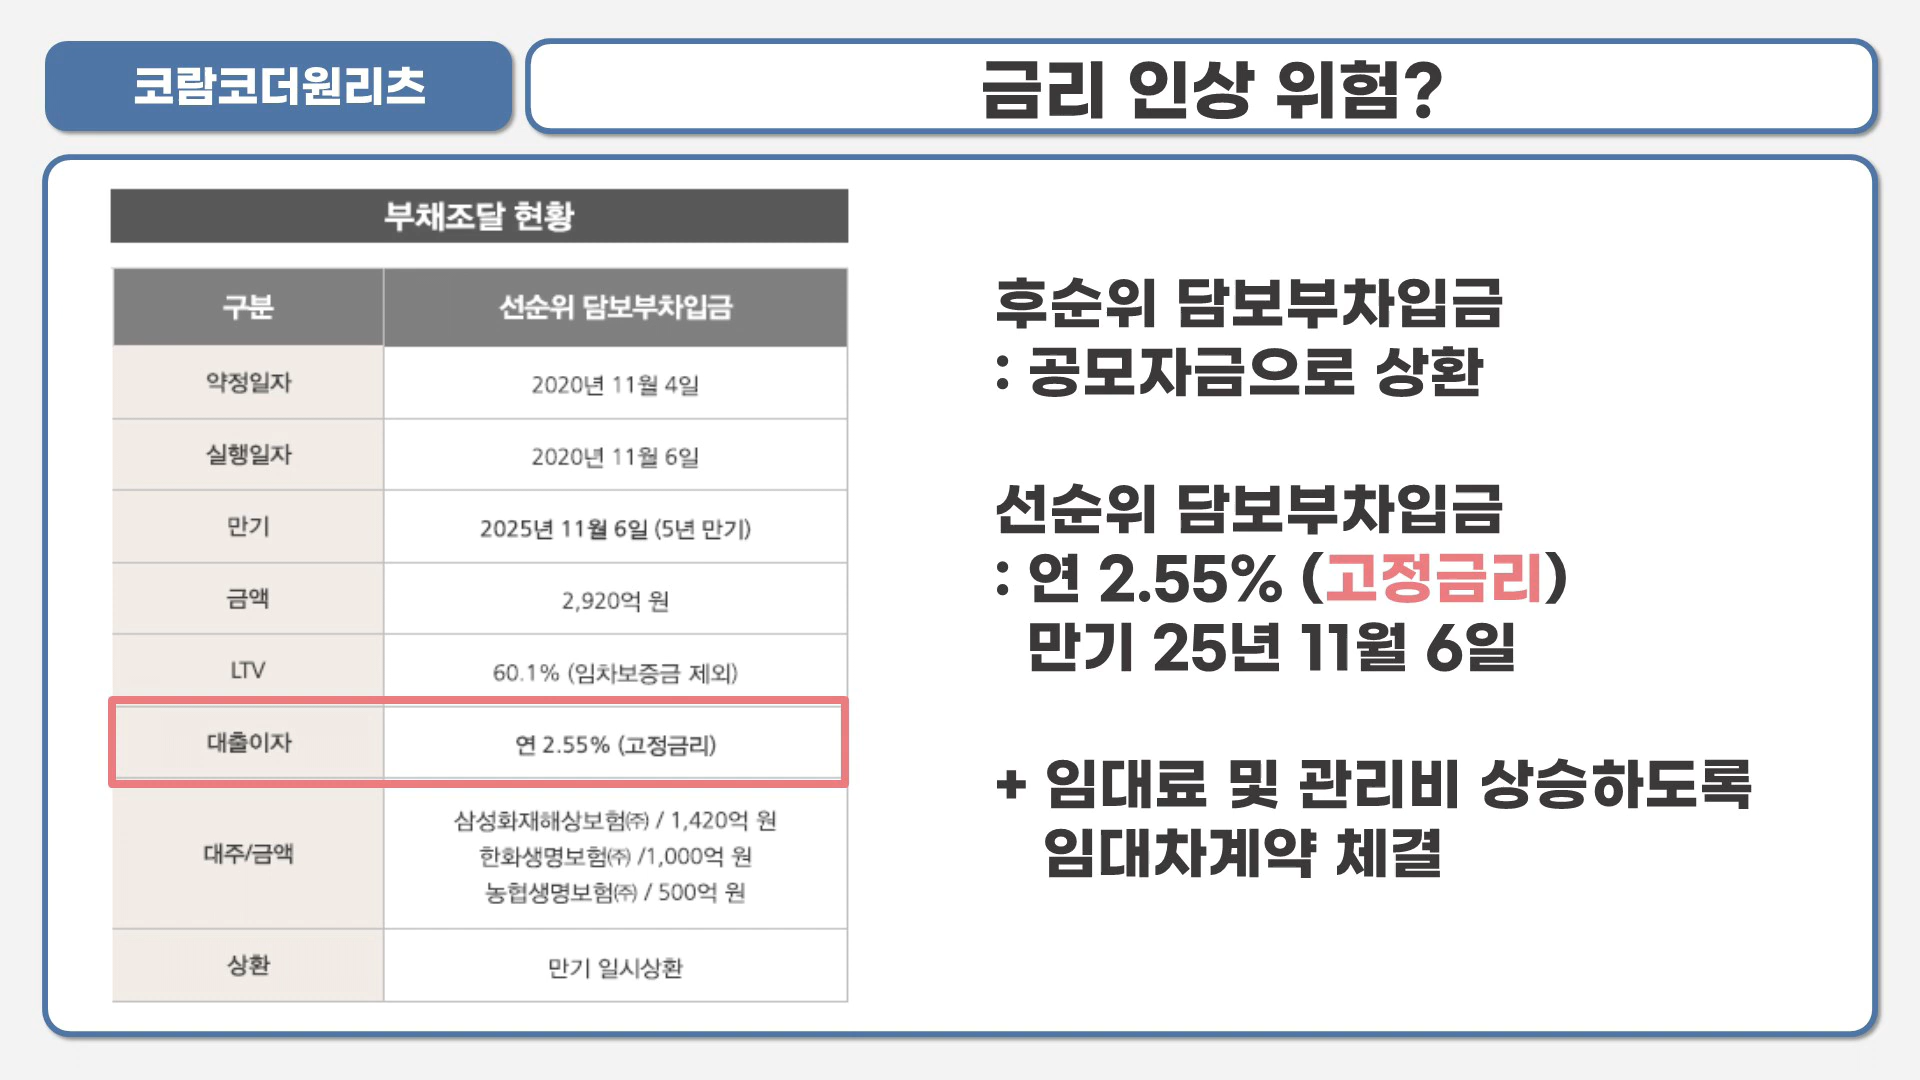 코람코더원리츠
금리 인상 위험?
부채조달 현황
구분 선순위 담보부차입금
약정일자 2020년 11월 4일
실행일자 2020년 11월 6일
만기 2025년 11월 6일 (5년 만기)
금액 2,920억 원
LTV 60.1% (임차보증금 제외)
대출이자 연 2.55% (고정금리)
대주/금액
삼성화재해상보험㈜ / 1,420억 원
한화생명보험㈜ /1,000억 원
농협생명보험㈜ / 500억 원
상환 만기 일시상환
후순위 담보부차입금
: 공모자금으로 상환
선순위 담보부차입금
: 연 2.55% (고정금리)
만기 25년 11월 6일
+ 임대료 및 관리비 상승하도록
임대차계약 체결